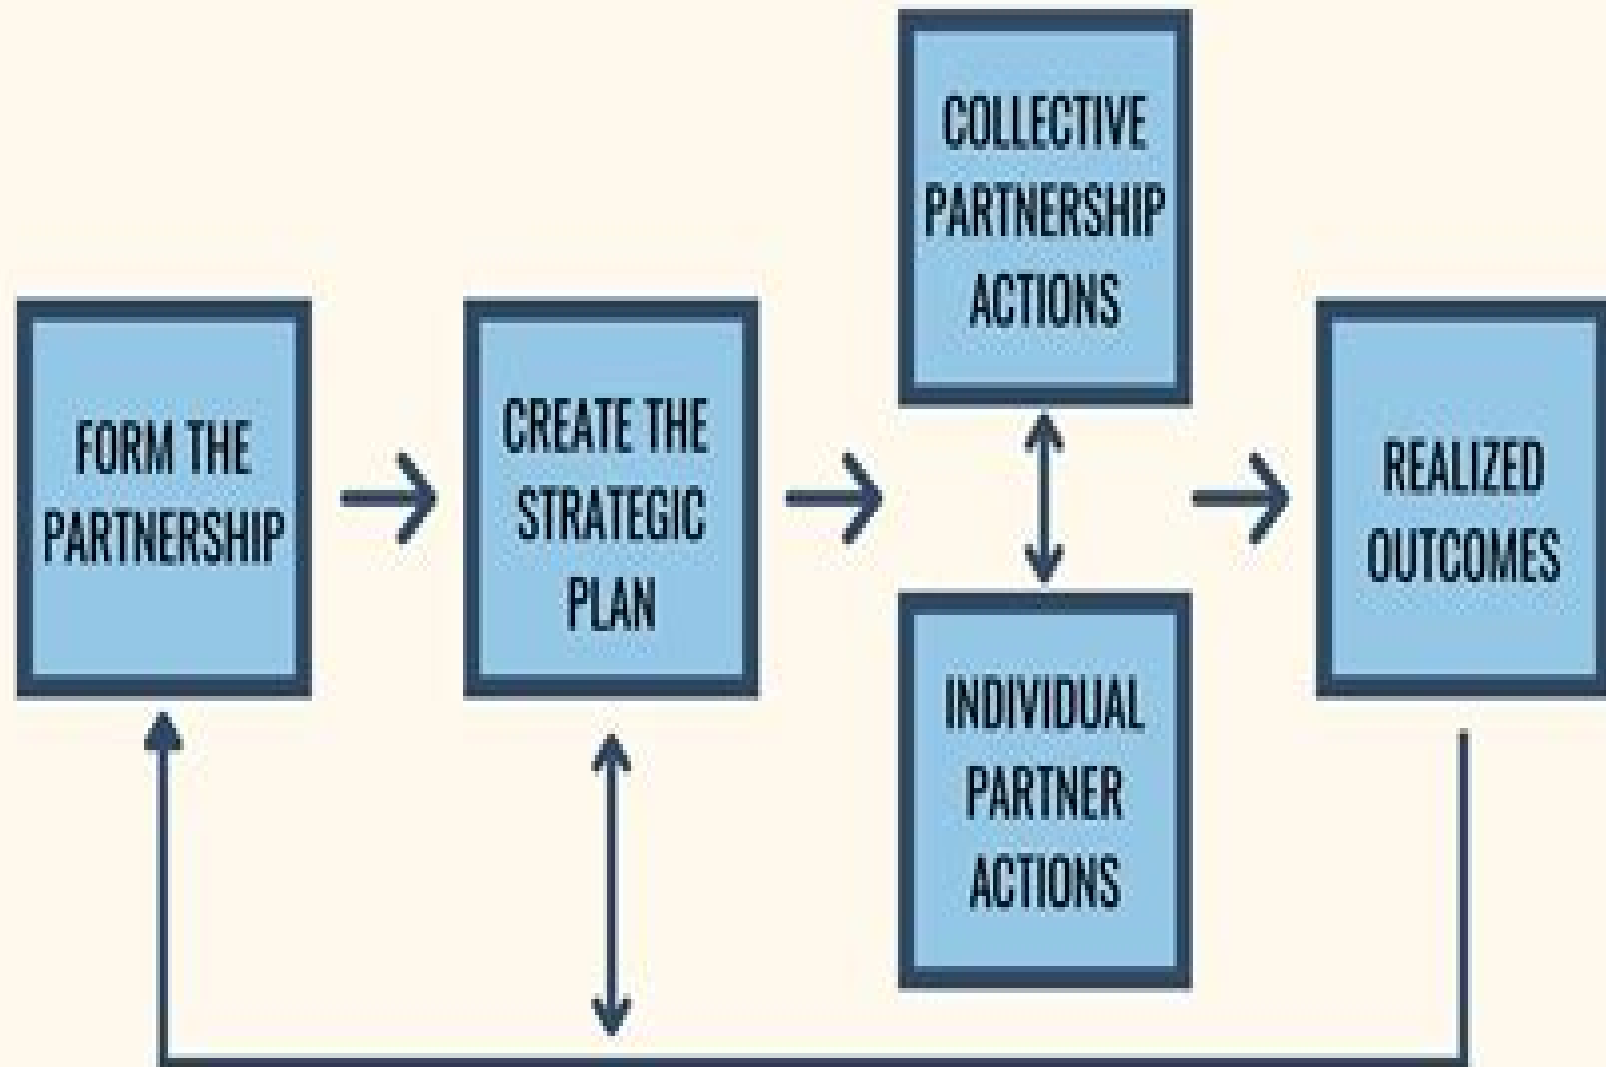 FORM THE
PARTNERSHIP
CREATE THE
STRATEGIC
PLAN
COLLECTIVE
PARTNERSHIP
ACTIONS
INDIVIDUAL
PARTNER
ACTIONS
REALIZED
OUTCOMES